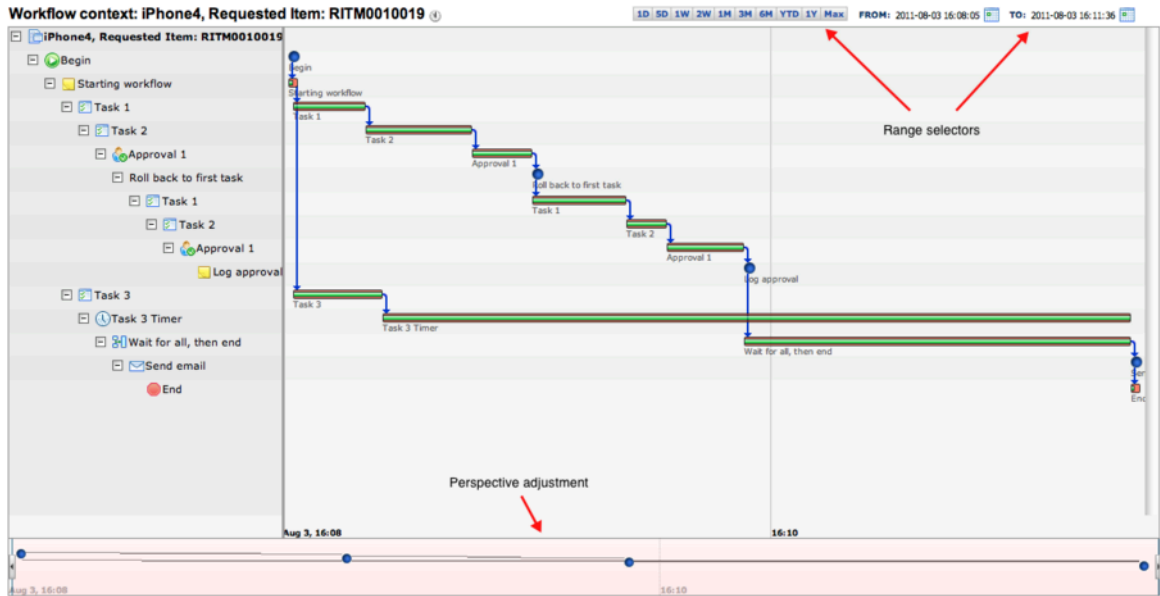 Workflow context: iPhone4, Requested Item: RITM0010019
1D 5D 1W 2W 1M 3M 6M YTD 1Y Max FROM: 2011-08-03 16:08:05 TO: 2011-08-03 16:11:36
iPhone4, Requested Item: RITM0010019
Begin
Starting workflow
Task 1
Task 2
Approval 1
Roll back to first task
Task 1
Task 2
Approval 1
Log approval
Task 3
Task 3 Timer
Wait for all, then end
Send email
End
Begin
Starting workflow
Task 1
Task 2
Approval 1
Roll back to first task
Task 1
Task 2
Approval 1
Log approval
Task 3
Task 3 Timer
Wait for all, then end
Sen
End
Range selectors
Perspective adjustment
Aug 3, 16:08
16:10
Aug 3, 16:08
16:10